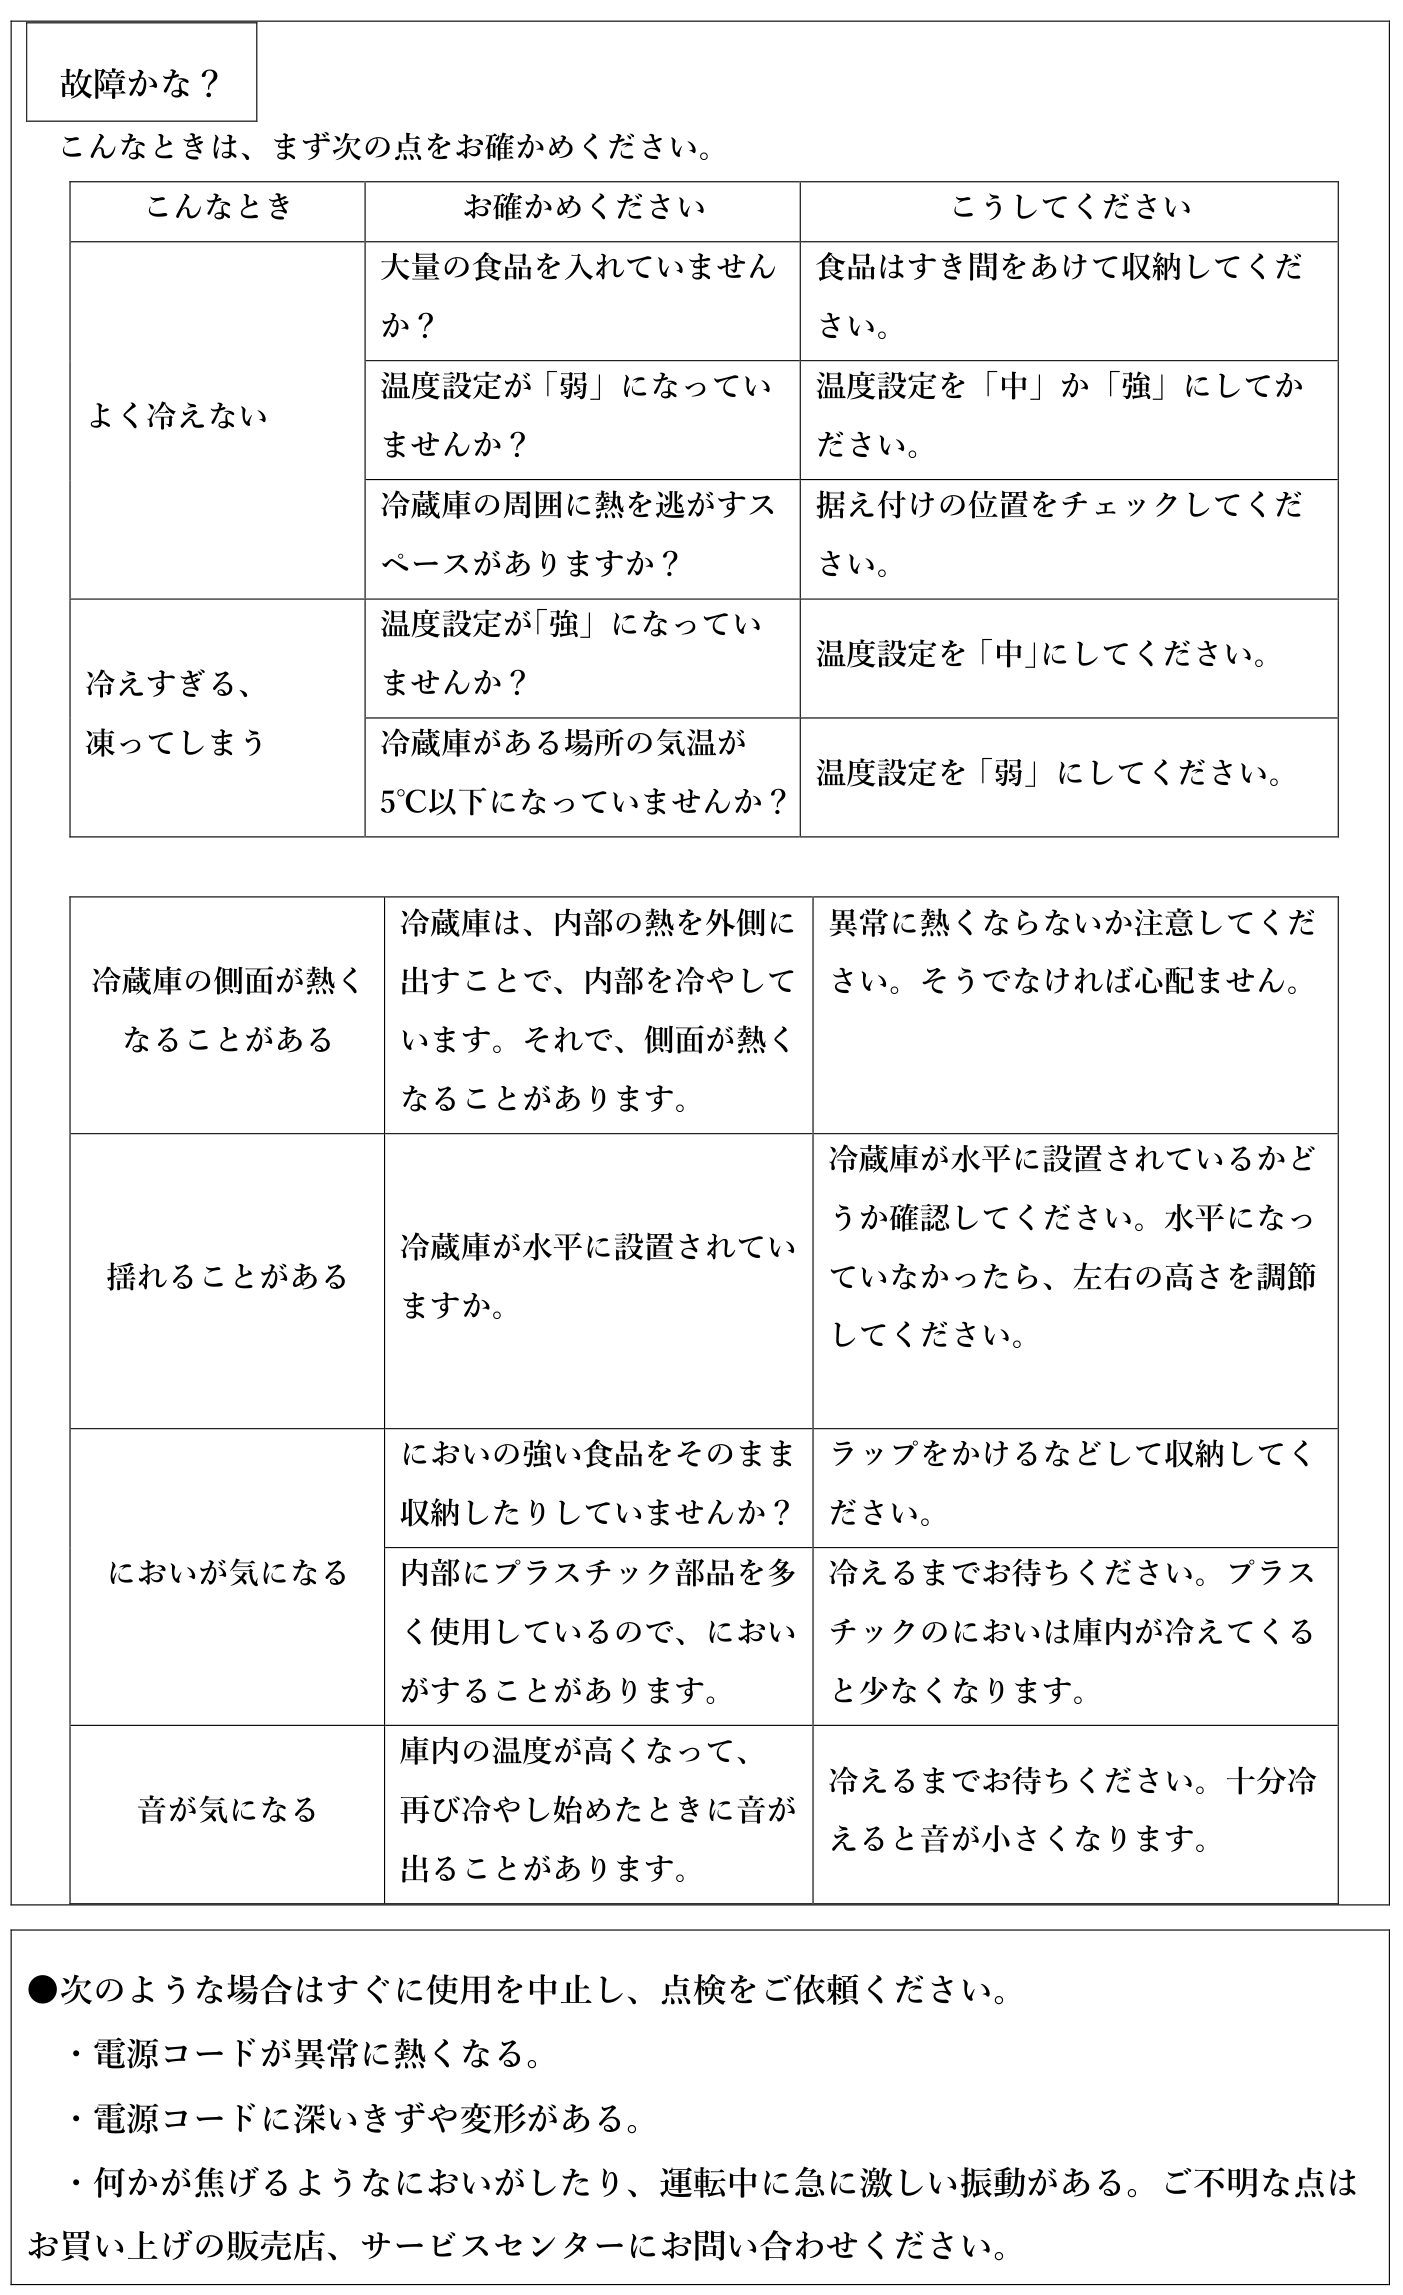 故障かな？
こんなときは、まず次の点をお確かめください。
こんなとき
お確かめください
こうしてください
よく冷えない
大量の食品を入れていません
か？
食品はすき間をあけて収納してくだ
さい。
温度設定が「弱」になってい
ませんか？
温度設定を「中」か「強」にしてか
ださい。
冷蔵庫の周囲に熱を逃がすス
ペースがありますか？
据え付けの位置をチェックしてくだ
さい。
冷えすぎる、
凍ってしまう
温度設定が「強」になってい
ませんか？
温度設定を「中」にしてください。
冷蔵庫がある場所の気温が
5℃以下になっていませんか？
温度設定を「弱」にしてください。
冷蔵庫の側面が熱く
なることがある
冷蔵庫は、内部の熱を外側に
出すことで、内部を冷やして
います。それで、側面が熱く
なることがあります。
異常に熱くならないか注意してくだ
さい。そうでなければ心配ません。
揺れることがある
冷蔵庫が水平に設置されてい
ますか。
冷蔵庫が水平に設置されているかど
うか確認してください。水平になっ
ていなかったら、左右の高さを調節
してください。
においが気になる
においの強い食品をそのまま
収納したりしていませんか？
ラップをかけるなどして収納してく
ださい。
内部にプラスチック部品を多
く使用しているので、におい
がすることがあります。
冷えるまでお待ちください。プラス
チックのにおいは庫内が冷えてくる
と少なくなります。
音が気になる
庫内の温度が高くなって、
再び冷やし始めたときに音が
出ることがあります。
冷えるまでお待ちください。十分冷
えると音が小さくなります。
●次のような場合はすぐに使用を中止し、点検をご依頼ください。
・電源コードが異常に熱くなる。
・電源コードに深いきずや変形がある。
・何かが焦げるようなにおいがしたり、運転中に急に激しい振動がある。ご不明な点は
お買い上げの販売店、サービスセンターにお問い合わせください。